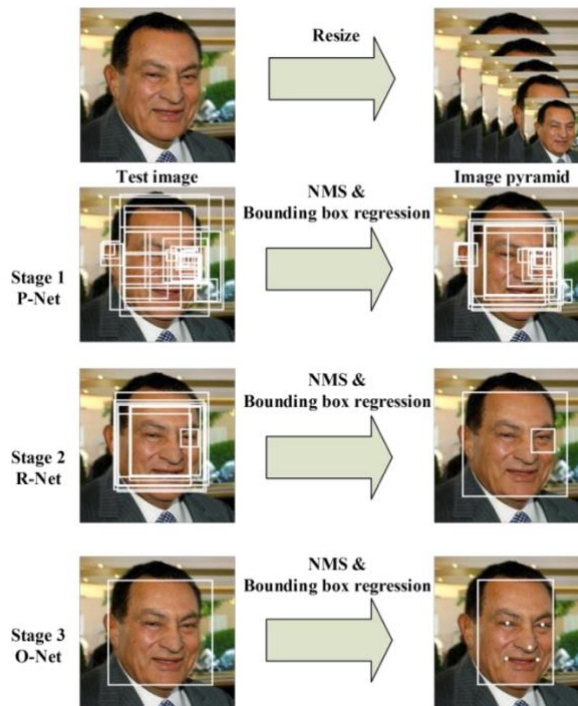 Resize
Test image
Image pyramid
NMS &
Bounding box regression
Stage 1
P-Net
NMS &
Bounding box regression
Stage 2
R-Net
NMS &
Bounding box regression
Stage 3
O-Net